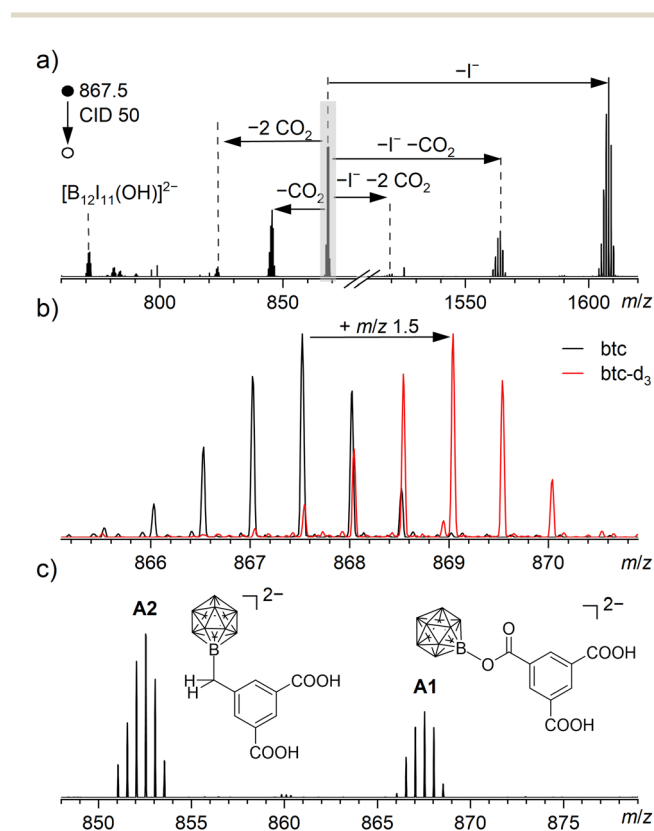 a)
867.5
CID 50
−I⁻
−2 CO₂
−I⁻ −CO₂
[B₁₂I₁₁(OH)]²⁻
−CO₂
−I⁻ −2 CO₂
800
850
1550
1600
m/z
b)
+ m/z 1.5
btc
btc-d₃
866
867
868
869
870
m/z
c)
A2
2−
B
H
H
COOH
COOH
A1
2−
B
O
O
COOH
COOH
850
855
860
865
870
875
m/z